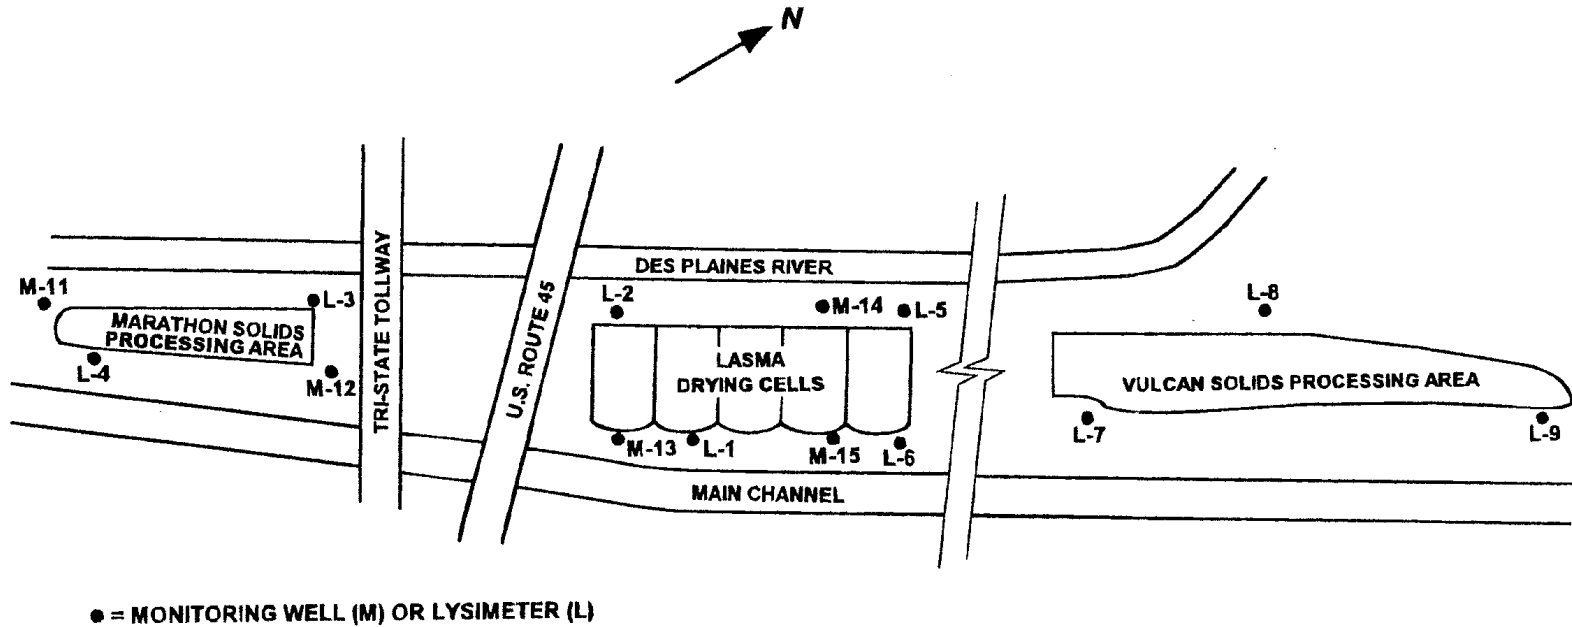 N
DES PLAINES RIVER
M-11
L-3
MARATHON SOLIDS
PROCESSING AREA
L-4
M-12
TRI-STATE TOLLWAY
U.S. ROUTE 45
L-2
M-14
L-5
LASMA
DRYING CELLS
M-13
L-1
M-15
L-6
MAIN CHANNEL
L-8
VULCAN SOLIDS PROCESSING AREA
L-7
L-9
● = MONITORING WELL (M) OR LYSIMETER (L)